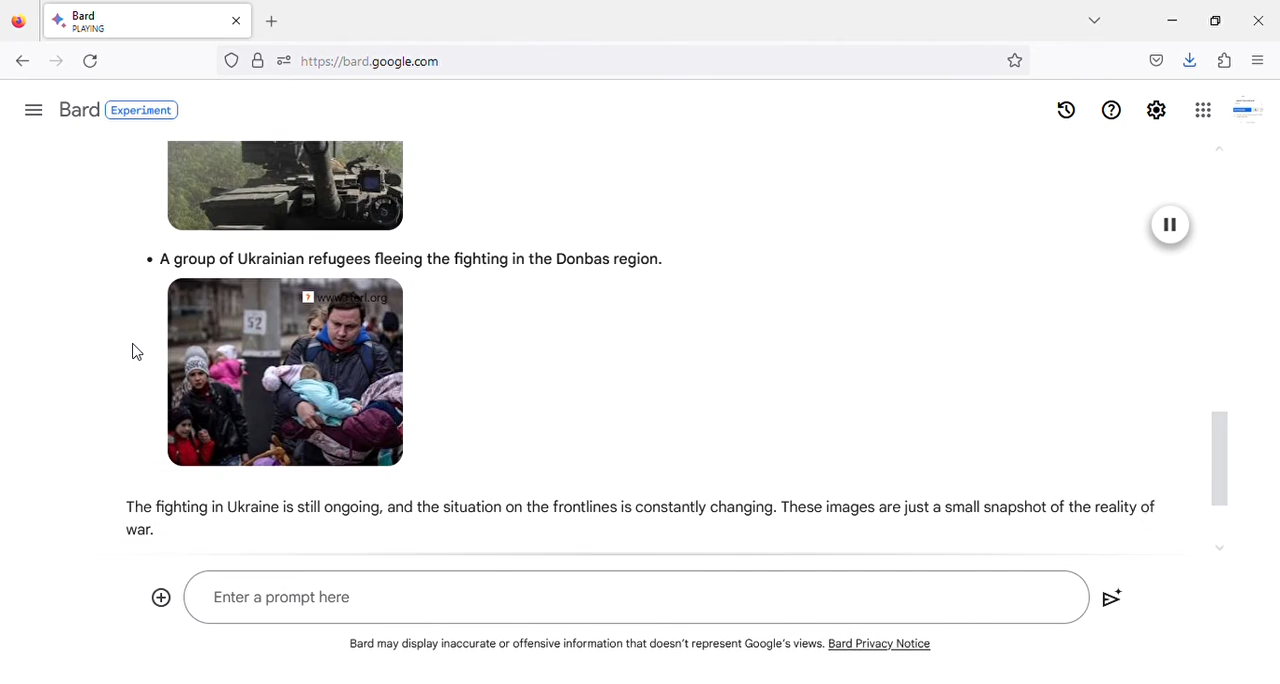 Bard
PLAYING
https://bard.google.com
Bard Experiment
• A group of Ukrainian refugees fleeing the fighting in the Donbas region.
52
The fighting in Ukraine is still ongoing, and the situation on the frontlines is constantly changing. These images are just a small snapshot of the reality of
war.
Enter a prompt here
Bard may display inaccurate or offensive information that doesn't represent Google's views. Bard Privacy Notice